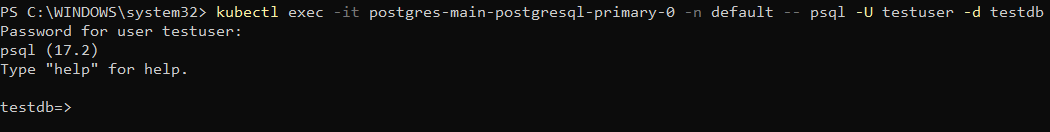 PS C:\WINDOWS\system32> kubectl exec -it postgres-main-postgresql-primary-0 -n default -- psql -U testuser -d testdb
Password for user testuser:
psql (17.2)
Type "help" for help.
testdb=>